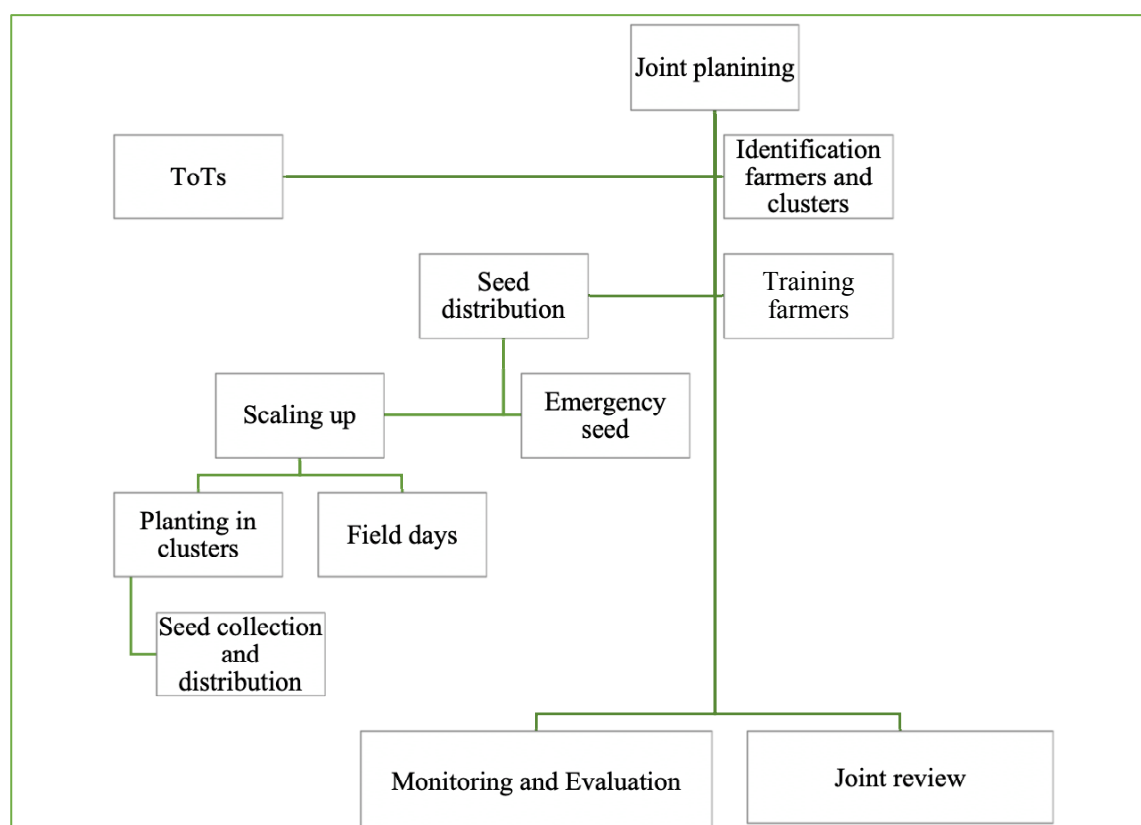 Joint planining
ToTs
Identification
farmers and
clusters
Seed
distribution
Training
farmers
Scaling up
Emergency
seed
Planting in
clusters
Field days
Seed collection
and
distribution
Monitoring and Evaluation
Joint review